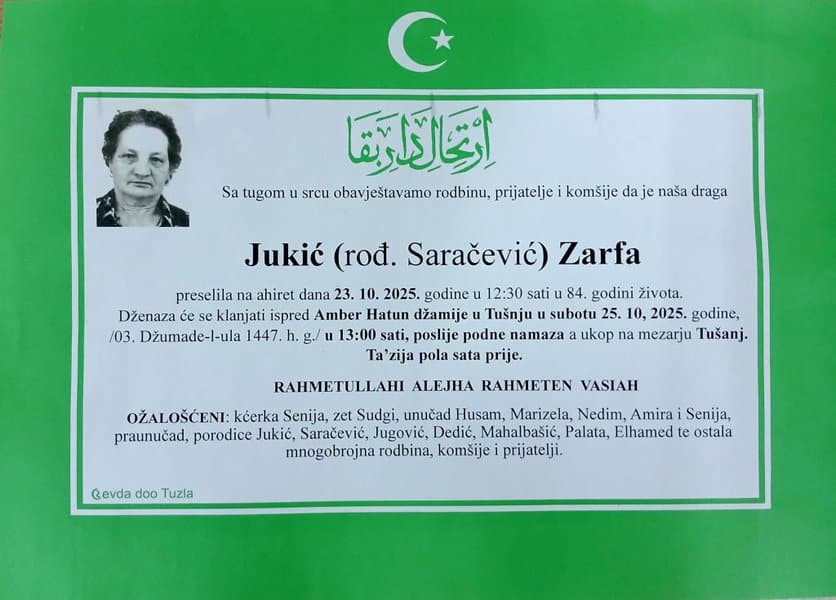 اِرْتِحَالِ دَارِ بَقَا
Sa tugom u srcu obavještavamo rodbinu, prijatelje i komšije da je naša draga
Jukić (rođ. Saračević) Zarfa
preselila na ahiret dana 23. 10. 2025. godine u 12:30 sati u 84. godini života.
Dženaza će se klanjati ispred Amber Hatun džamije u Tušnju u subotu 25. 10, 2025. godine,
/03. Džumade-l-ula 1447. h. g./ u 13:00 sati, poslije podne namaza a ukop na mezarju Tušanj.
Ta’zija pola sata prije.
RAHMETULLAHI ALEJHA RAHMETEN VASIAH
OŽALOŠĆENI: kćerka Senija, zet Sudgi, unučad Husam, Marizela, Nedim, Amira i Senija,
praunučad, porodice Jukić, Saračević, Jugović, Dedić, Mahalbašić, Palata, Elhamed te ostala
mnogobrojna rodbina, komšije i prijatelji.
Gevda doo Tuzla